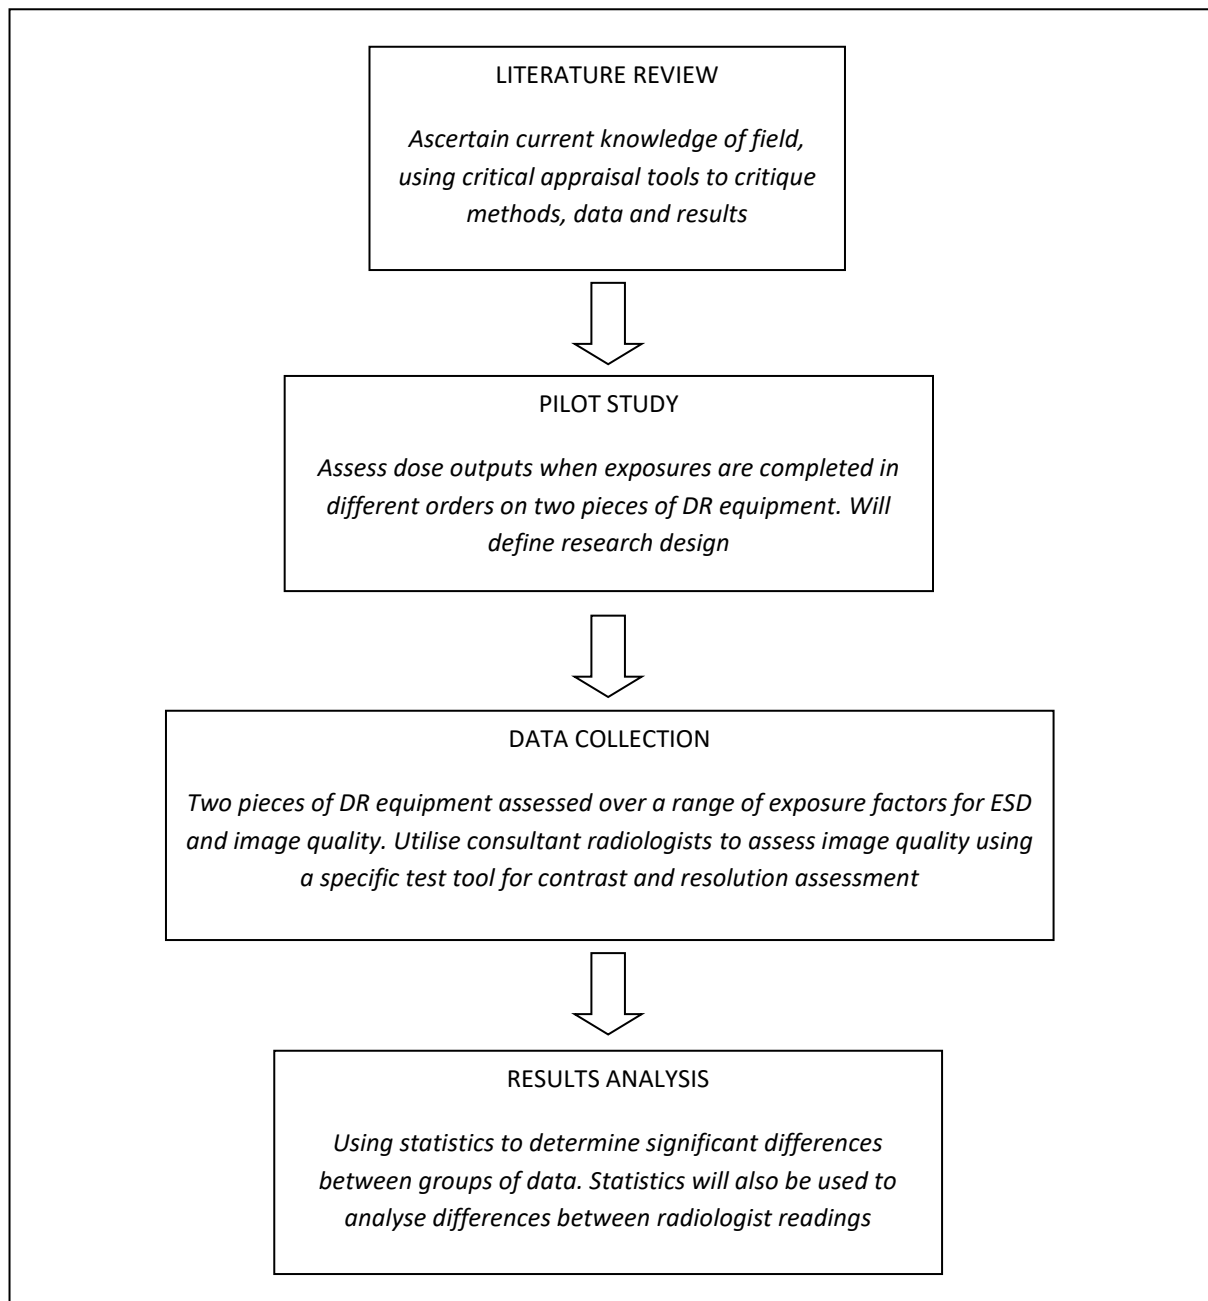 LITERATURE REVIEW
Ascertain current knowledge of field,
using critical appraisal tools to critique
methods, data and results
PILOT STUDY
Assess dose outputs when exposures are completed in
different orders on two pieces of DR equipment. Will
define research design
DATA COLLECTION
Two pieces of DR equipment assessed over a range of exposure factors for ESD
and image quality. Utilise consultant radiologists to assess image quality using
a specific test tool for contrast and resolution assessment
RESULTS ANALYSIS
Using statistics to determine significant differences
between groups of data. Statistics will also be used to
analyse differences between radiologist readings